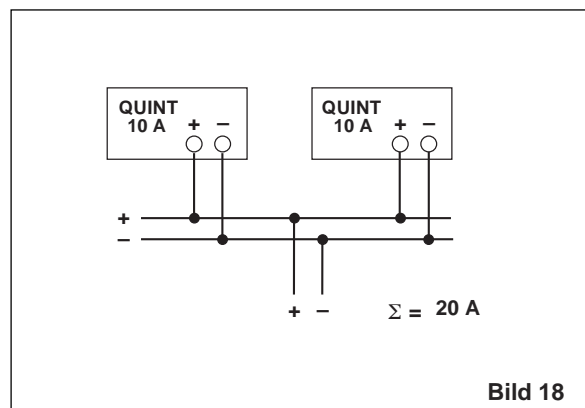 QUINT
10 A
+ −
QUINT
10 A
+ −
+
−
+ − Σ = 20 A
Bild 18